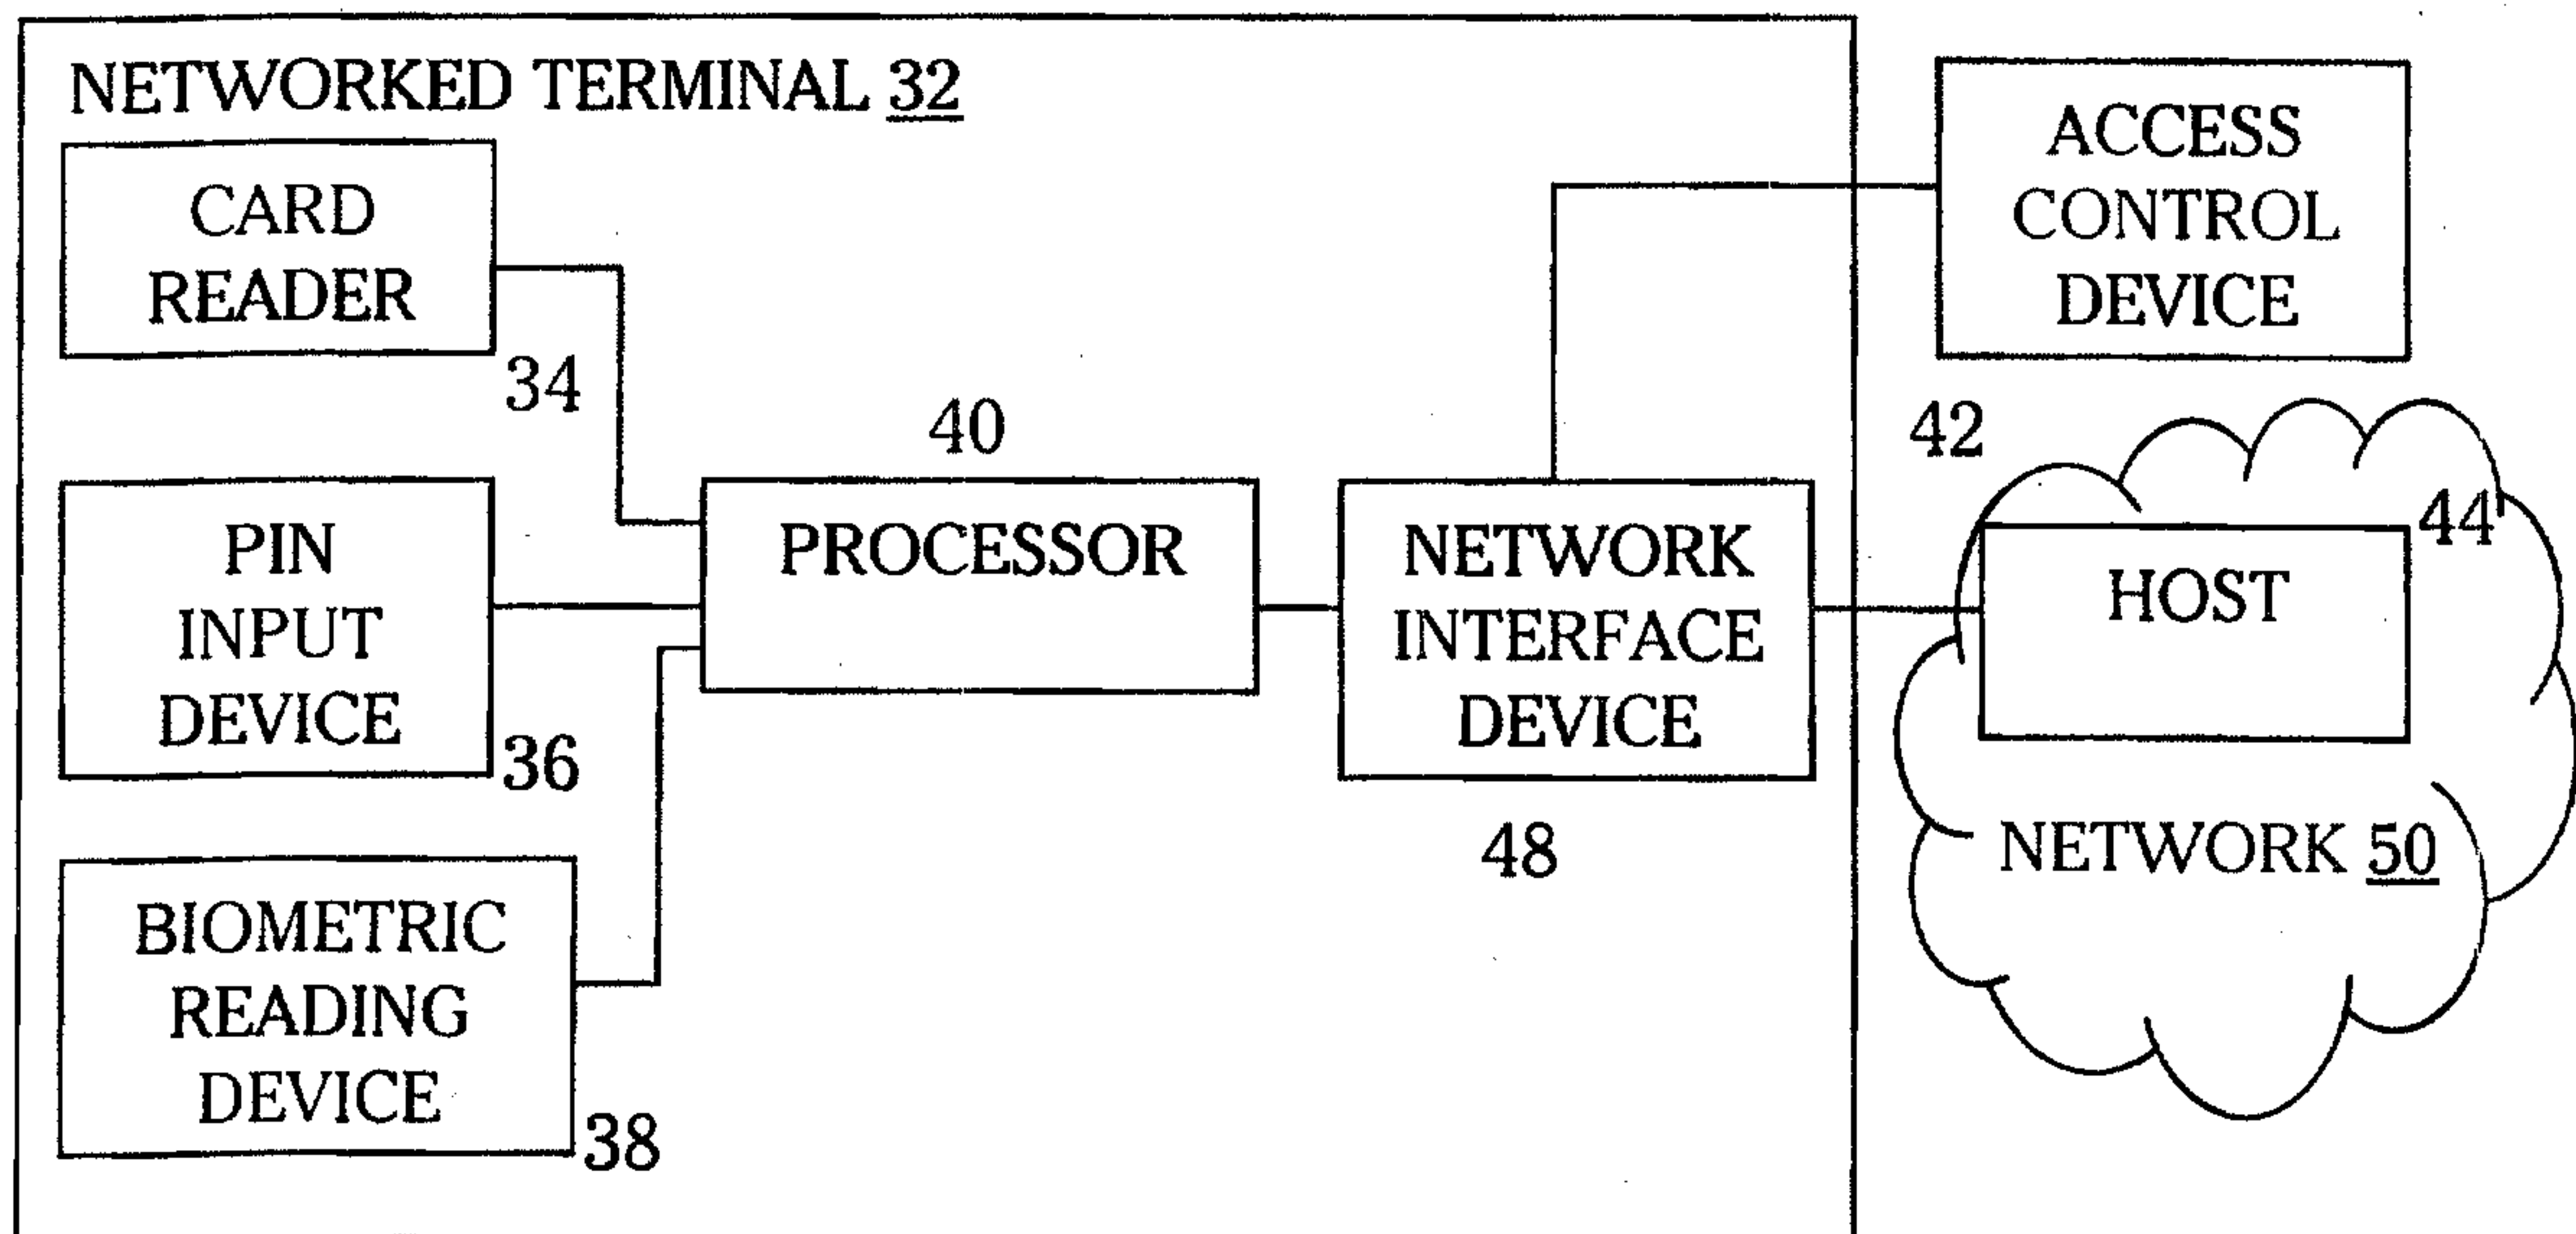 NETWORKED TERMINAL 32
CARD
READER
34
PIN
INPUT
DEVICE
36
BIOMETRIC
READING
DEVICE
38
40
PROCESSOR
NETWORK
INTERFACE
DEVICE
48
ACCESS
CONTROL
DEVICE
42
44
HOST
NETWORK 50